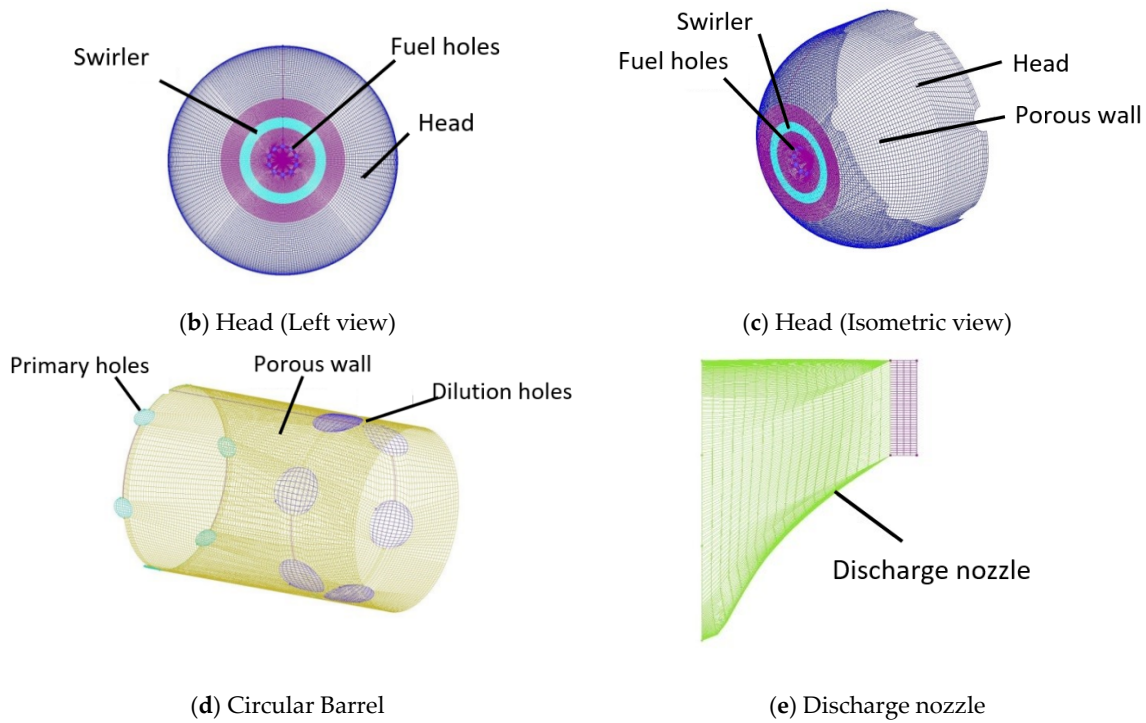 Swirler
Fuel holes
Head
(b) Head (Left view)
Swirler
Fuel holes
Head
Porous wall
(c) Head (Isometric view)
Primary holes
Porous wall
Dilution holes
(d) Circular Barrel
Discharge nozzle
(e) Discharge nozzle